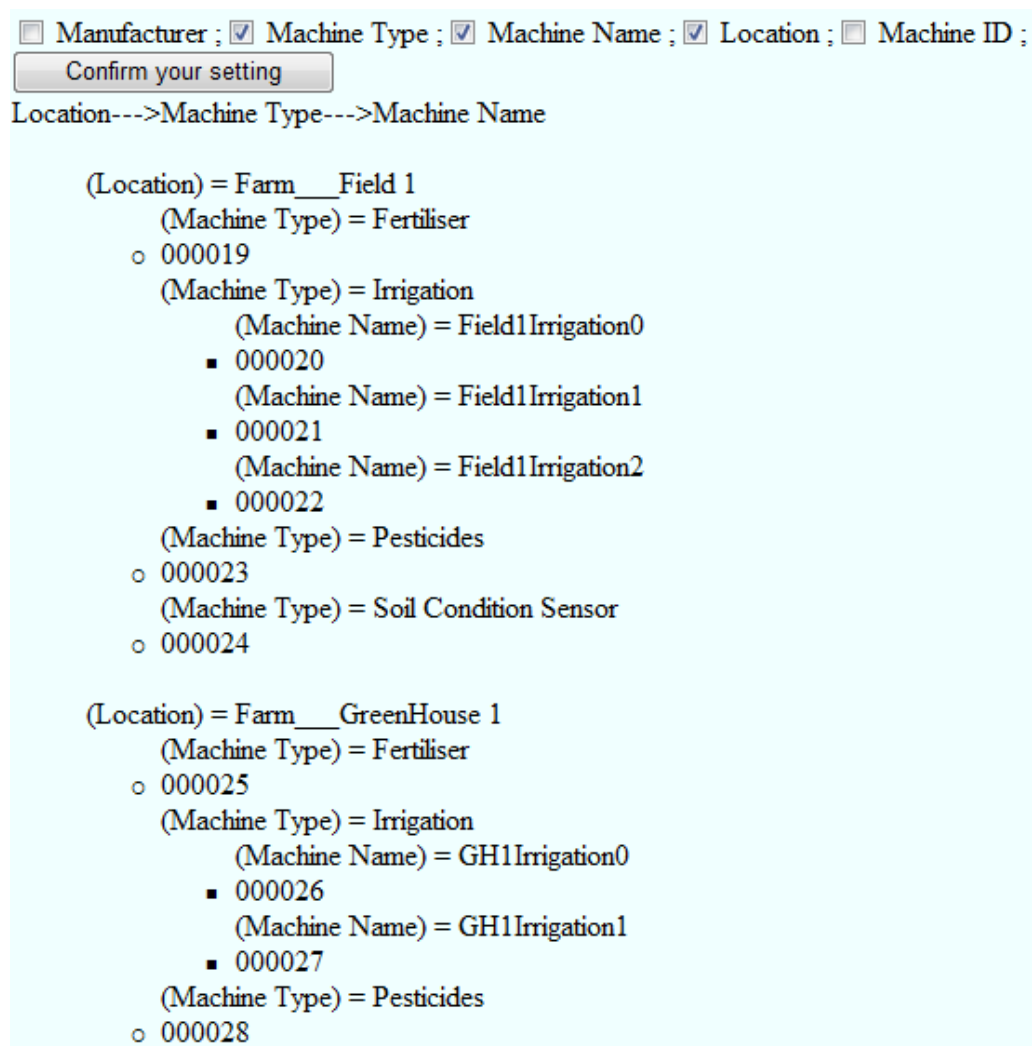 Manufacturer ; Machine Type ; Machine Name ; Location ; Machine ID ;
Confirm your setting
Location--->Machine Type--->Machine Name
(Location) = Farm___Field 1
(Machine Type) = Fertiliser
000019
(Machine Type) = Irrigation
(Machine Name) = Field1Irrigation0
000020
(Machine Name) = Field1Irrigation1
000021
(Machine Name) = Field1Irrigation2
000022
(Machine Type) = Pesticides
000023
(Machine Type) = Soil Condition Sensor
000024
(Location) = Farm___GreenHouse 1
(Machine Type) = Fertiliser
000025
(Machine Type) = Irrigation
(Machine Name) = GH1Irrigation0
000026
(Machine Name) = GH1Irrigation1
000027
(Machine Type) = Pesticides
000028